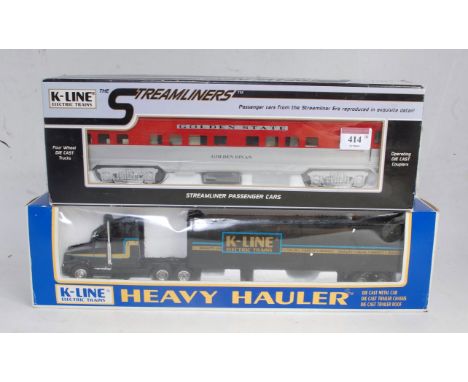 K-LINE
ELECTRIC TRAINS
THE STREAMLINERS™
Passenger cars from the Streamliner Era reproduced in exquisite detail!
GOLDEN STATE
414
Four Wheel
DIE CAST
Trucks
GOLDEN DIVAN
Operating
DIE CAST
Couplers
STREAMLINER PASSENGER CARS
K-LINE
ELECTRIC TRAINS
K-LINE
ELECTRIC TRAINS
HEAVY HAULER™
DIE CAST METAL CAB
DIE CAST TRAILER CHASSIS
DIE CAST TRAILER ROOF